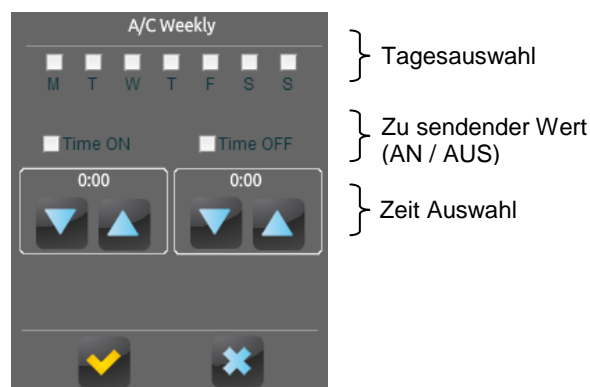 A/C Weekly
Tagesauswahl
M T W T F S S
Zu sendender Wert
(AN / AUS)
Time ON Time OFF
0:00 0:00
Zeit Auswahl